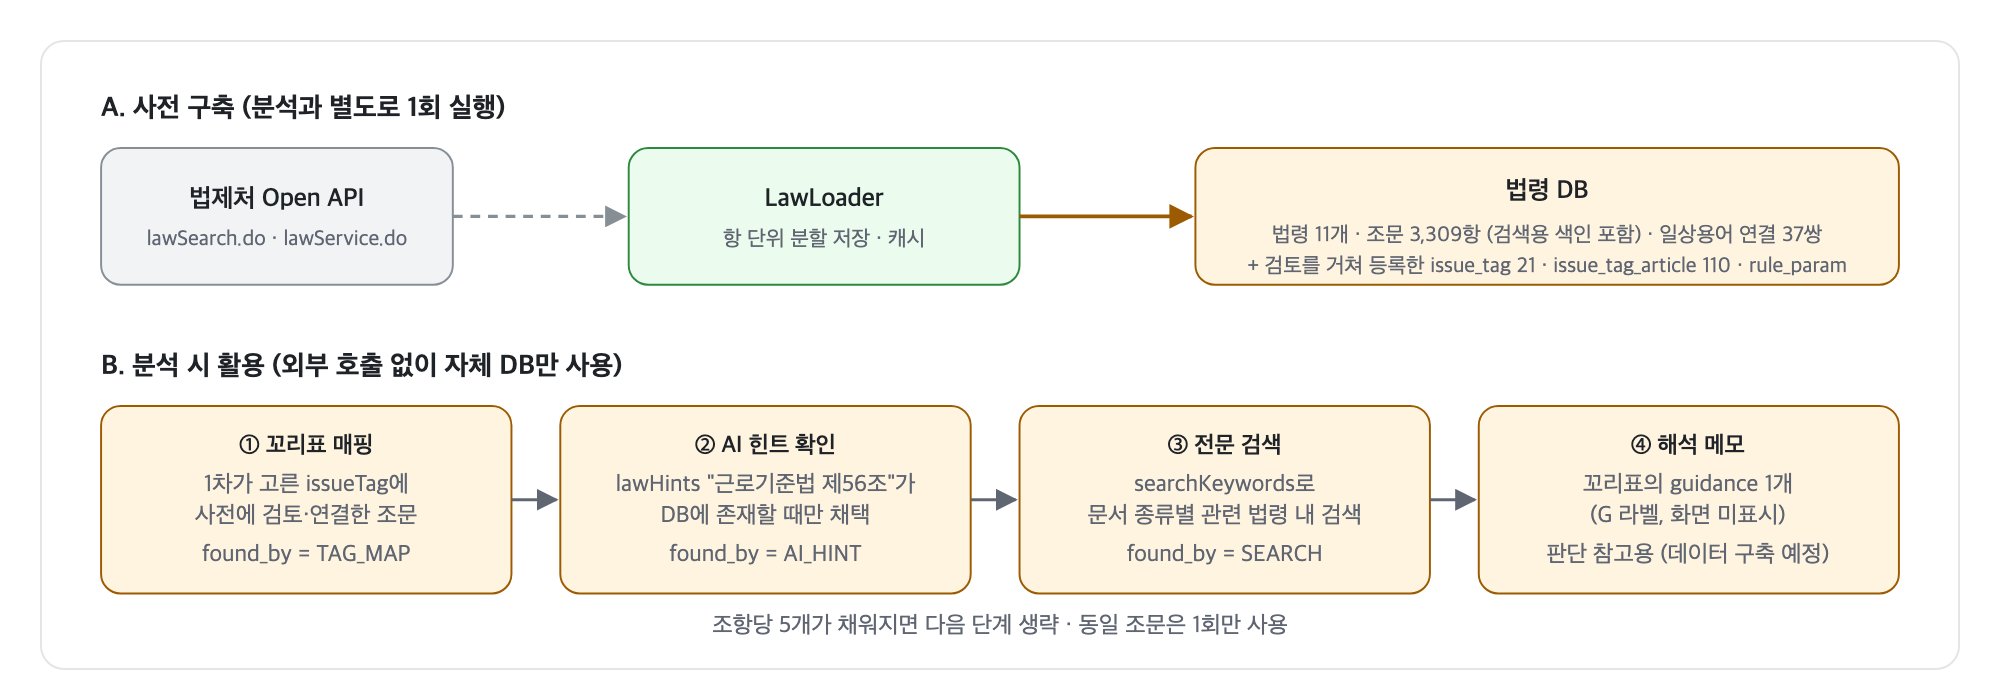 A. 사전 구축 (분석과 별도로 1회 실행)
법제처 Open API
lawSearch.do · lawService.do
LawLoader
항 단위 분할 저장 · 캐시
법령 DB
법령 11개 · 조문 3,309항 (검색용 색인 포함) · 일상용어 연결 37쌍
+ 검토를 거쳐 등록한 issue_tag 21 · issue_tag_article 110 · rule_param
B. 분석 시 활용 (외부 호출 없이 자체 DB만 사용)
① 꼬리표 매핑
1차가 고른 issueTag에
사전에 검토·연결한 조문
found_by = TAG_MAP
② AI 힌트 확인
lawHints "근로기준법 제56조"가
DB에 존재할 때만 채택
found_by = AI_HINT
③ 전문 검색
searchKeywords로
문서 종류별 관련 법령 내 검색
found_by = SEARCH
④ 해석 메모
꼬리표의 guidance 1개
(G 라벨, 화면 미표시)
판단 참고용 (데이터 구축 예정)
조항당 5개가 채워지면 다음 단계 생략 · 동일 조문은 1회만 사용